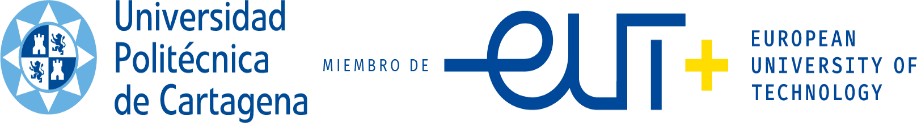 Universidad
Politécnica
de Cartagena
MIEMBRO DE
eut+
EUROPEAN
UNIVERSITY OF
TECHNOLOGY